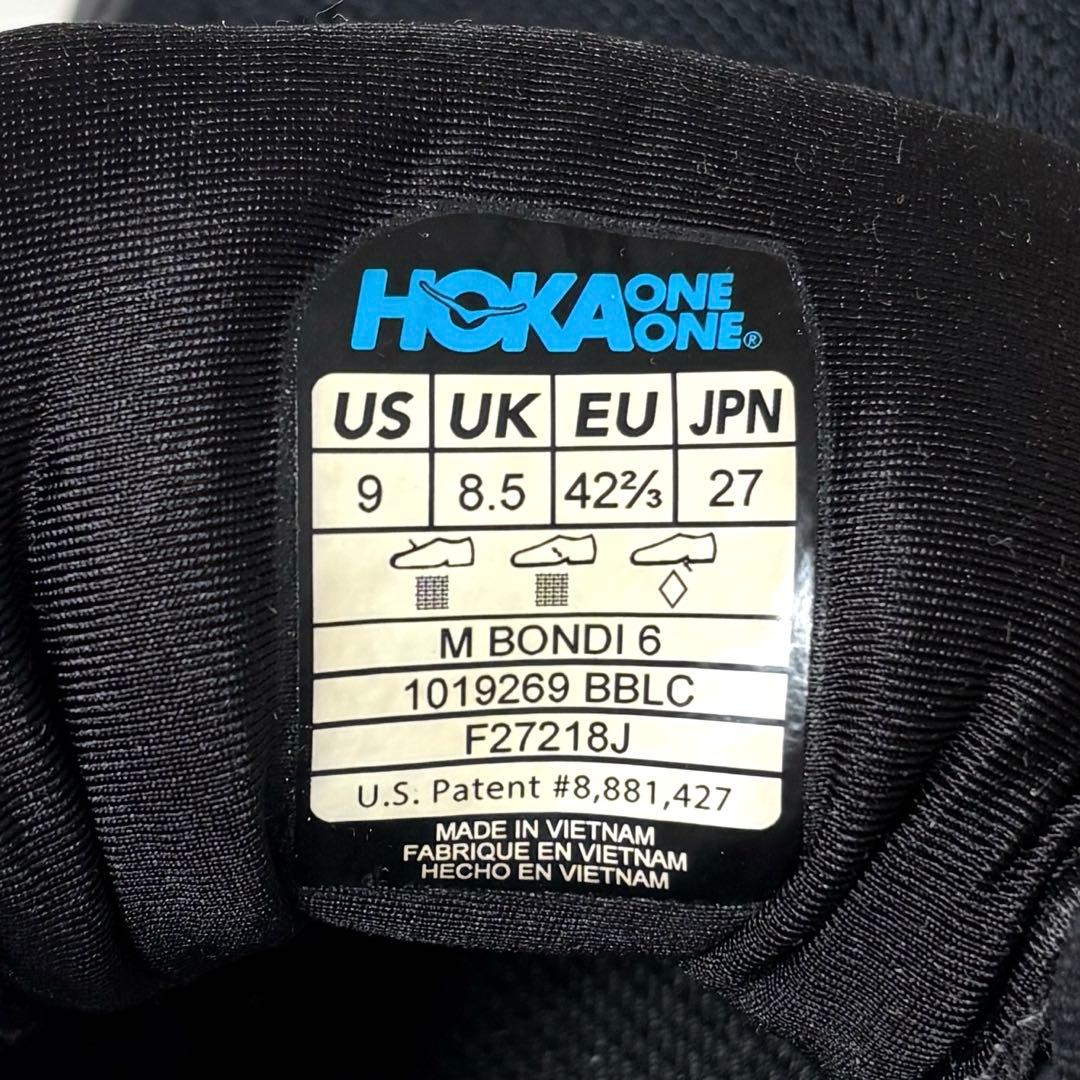 HOKA ONE ONE®
US UK EU JPN
9 8.5 42⅔ 27
M BONDI 6
1019269 BBLC
F27218J
U.S. Patent #8,881,427
MADE IN VIETNAM
FABRIQUE EN VIETNAM
HECHO EN VIETNAM